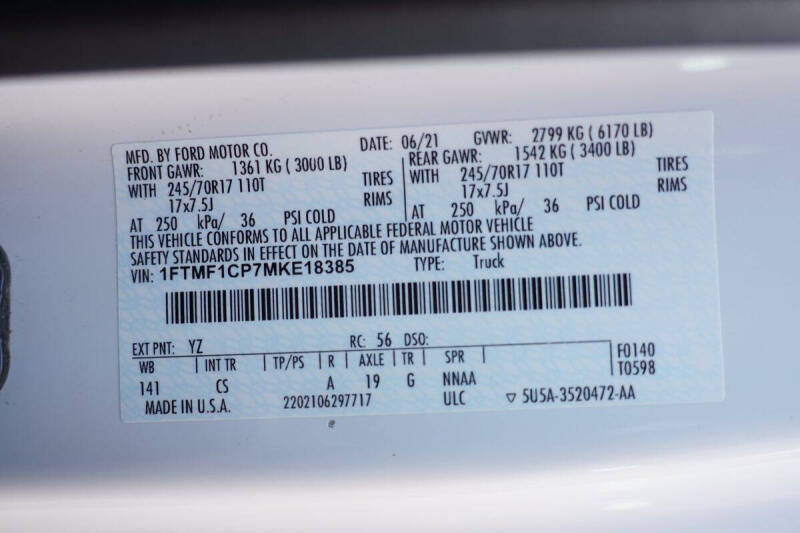 MFD. BY FORD MOTOR CO. DATE: 06/21 GVWR: 2799 KG ( 6170 LB)
FRONT GAWR: 1361 KG ( 3000 LB) REAR GAWR: 1542 KG ( 3400 LB)
WITH 245/70R17 110T TIRES WITH 245/70R17 110T TIRES
17x7.5J RIMS 17x7.5J RIMS
AT 250 kPa/ 36 PSI COLD AT 250 kPa/ 36 PSI COLD
THIS VEHICLE CONFORMS TO ALL APPLICABLE FEDERAL MOTOR VEHICLE
SAFETY STANDARDS IN EFFECT ON THE DATE OF MANUFACTURE SHOWN ABOVE.
VIN: 1FTMF1CP7MKE18385 TYPE: Truck
EXT PNT: YZ RC: 56 DSO:
WB INT TR TP/PS R AXLE TR SPR F0140
141 CS A 19 G NNAA T0598
MADE IN U.S.A. 2202106297717 ULC ▽ 5U5A-3520472-AA